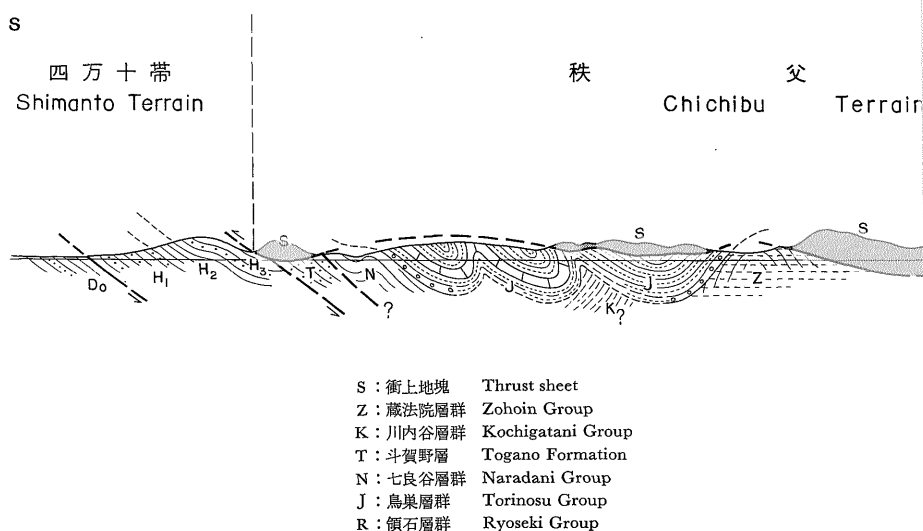 S
四万十帯 秩 父
Shimanto Terrain Chichibu Terrain
S S S
Do H1 H2 H3 T N ? J K? J Z
S：衝上地塊 Thrust sheet
Z：蔵法院層群 Zohoin Group
K：川内谷層群 Kochigatani Group
T：斗賀野層 Togano Formation
N：七良谷層群 Naradani Group
J：鳥巣層群 Torinosu Group
R：領石層群 Ryoseki Group